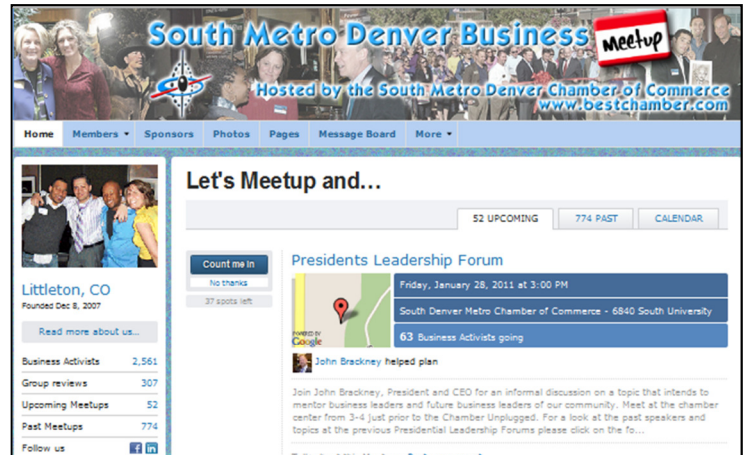 South Metro Denver Business Meetup
Hosted by the South Metro Denver Chamber of Commerce
www.bestchamber.com
Home Members Sponsors Photos Pages Message Board More
Let's Meetup and...
52 UPCOMING 774 PAST CALENDAR
Littleton, CO
Founded Dec 8, 2007
Read more about us...
Business Activists 2,561
Group reviews 307
Upcoming Meetups 52
Past Meetups 774
Follow us
Count me in
No thanks
37 spots left
Presidents Leadership Forum
POWERED BY
Google
Friday, January 28, 2011 at 3:00 PM
South Denver Metro Chamber of Commerce - 6840 South University
63 Business Activists going
John Brackney helped plan
Join John Brackney, President and CEO for an informal discussion on a topic that intends to
mentor business leaders and future business leaders of our community. Meet at the chamber
center from 3-4 just prior to the Chamber Unplugged. For a look at the past speakers and
topics at the previous Presidential Leadership Forums please click on the fo...